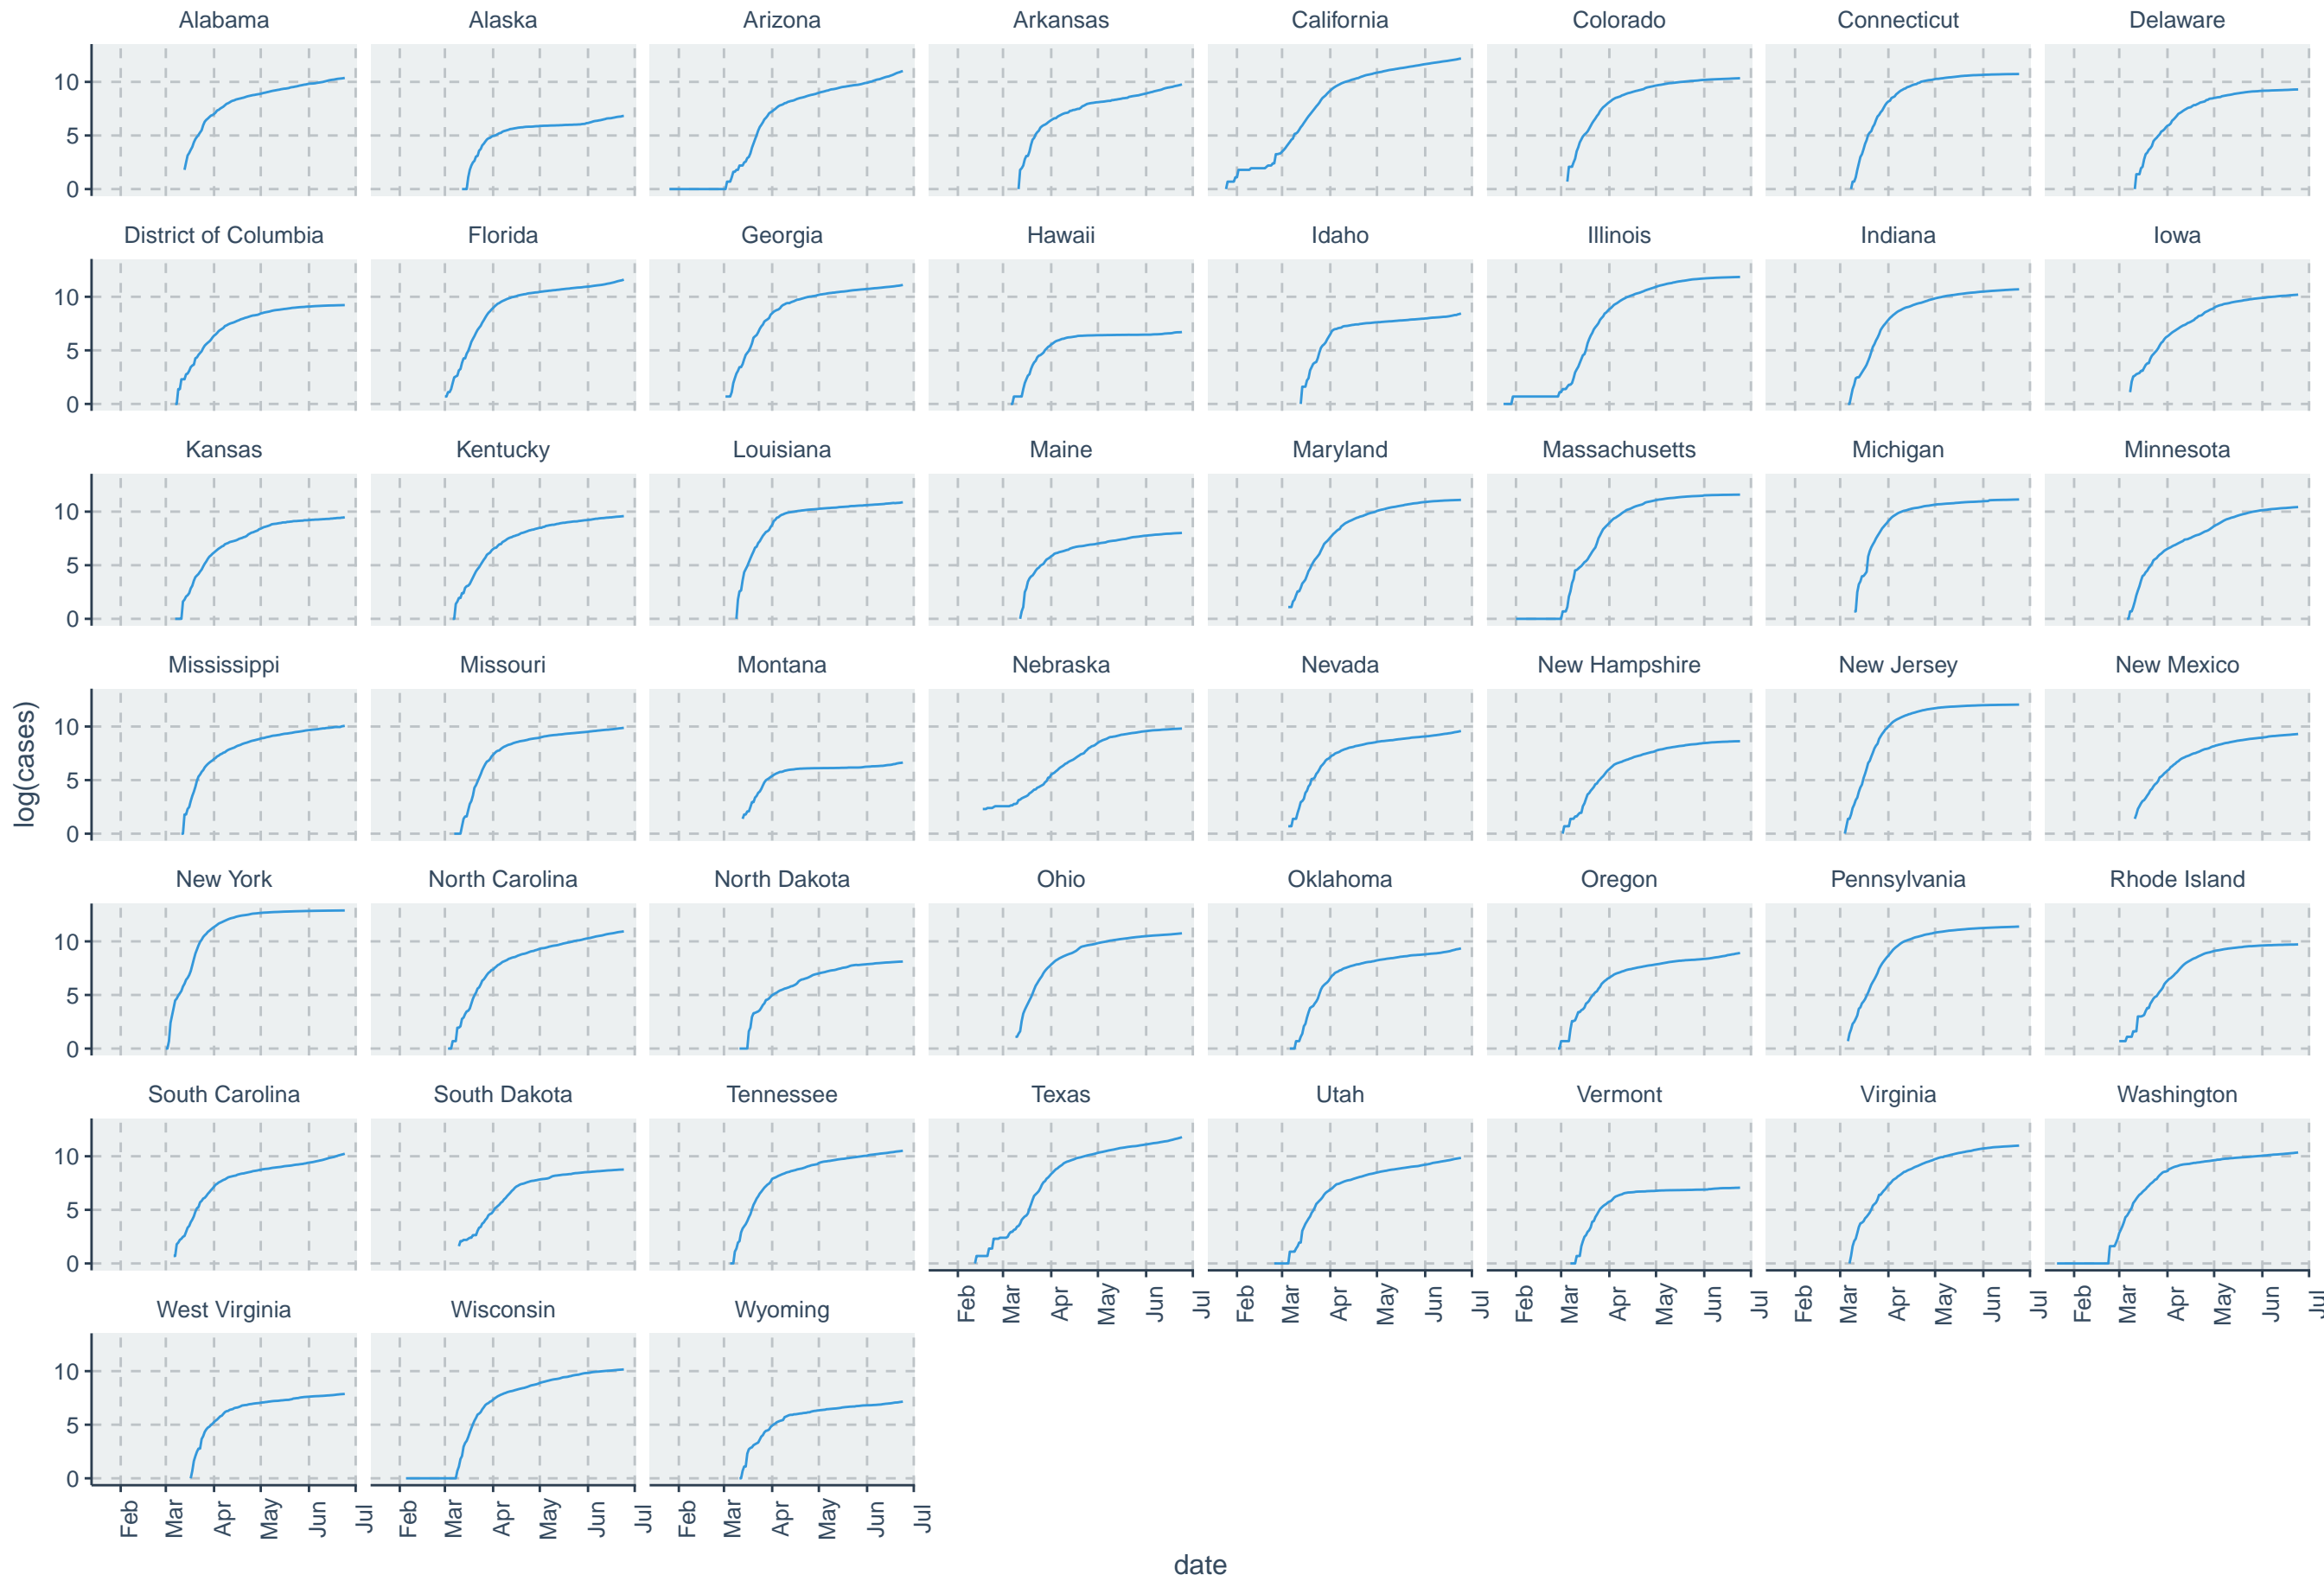 Alabama Alaska Arizona Arkansas California Colorado Connecticut Delaware
10
5
0
District of Columbia Florida Georgia Hawaii Idaho Illinois Indiana Iowa
10
5
0
Kansas Kentucky Louisiana Maine Maryland Massachusetts Michigan Minnesota
10
5
0
Mississippi Missouri Montana Nebraska Nevada New Hampshire New Jersey New Mexico
log(cases)
10
5
0
New York North Carolina North Dakota Ohio Oklahoma Oregon Pennsylvania Rhode Island
10
5
0
South Carolina South Dakota Tennessee Texas Utah Vermont Virginia Washington
10
5
0
Feb Mar Apr May Jun Jul Feb Mar Apr May Jun Jul Feb Mar Apr May Jun Jul Feb Mar Apr May Jun Jul Feb Mar Apr May Jun Jul
West Virginia Wisconsin Wyoming
10
5
0
Feb Mar Apr May Jun Jul Feb Mar Apr May Jun Jul Feb Mar Apr May Jun Jul
date